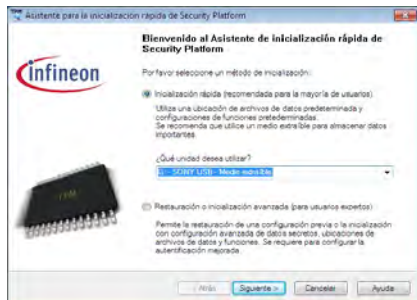 Asistente para la inicialización rápida de Security Platform
Bienvenido al Asistente de inicialización rápida de
Security Platform
infineon
Por favor seleccione un método de inicialización:
Inicialización rápida (recomendada para la mayoría de usuarios).
Utiliza una ubicación de archivos de datos predeterminada y
configuraciones de funciones predeterminadas.
Se recomienda que utilice un medio extraíble para almacenar datos
importantes.
¿Qué unidad desea utilizar?
SONY USB - Medio extraíble
TPM
Restauración o inicialización avanzada (para usuarios expertos)
Permite la restauración de una configuración previa o la inicialización
con configuración avanzada de datos secretos, ubicaciones de
archivos de datos y funciones. Se requiere para configurar la
autentificación mejorada.
< Atrás
Siguiente >
Cancelar
Ayuda